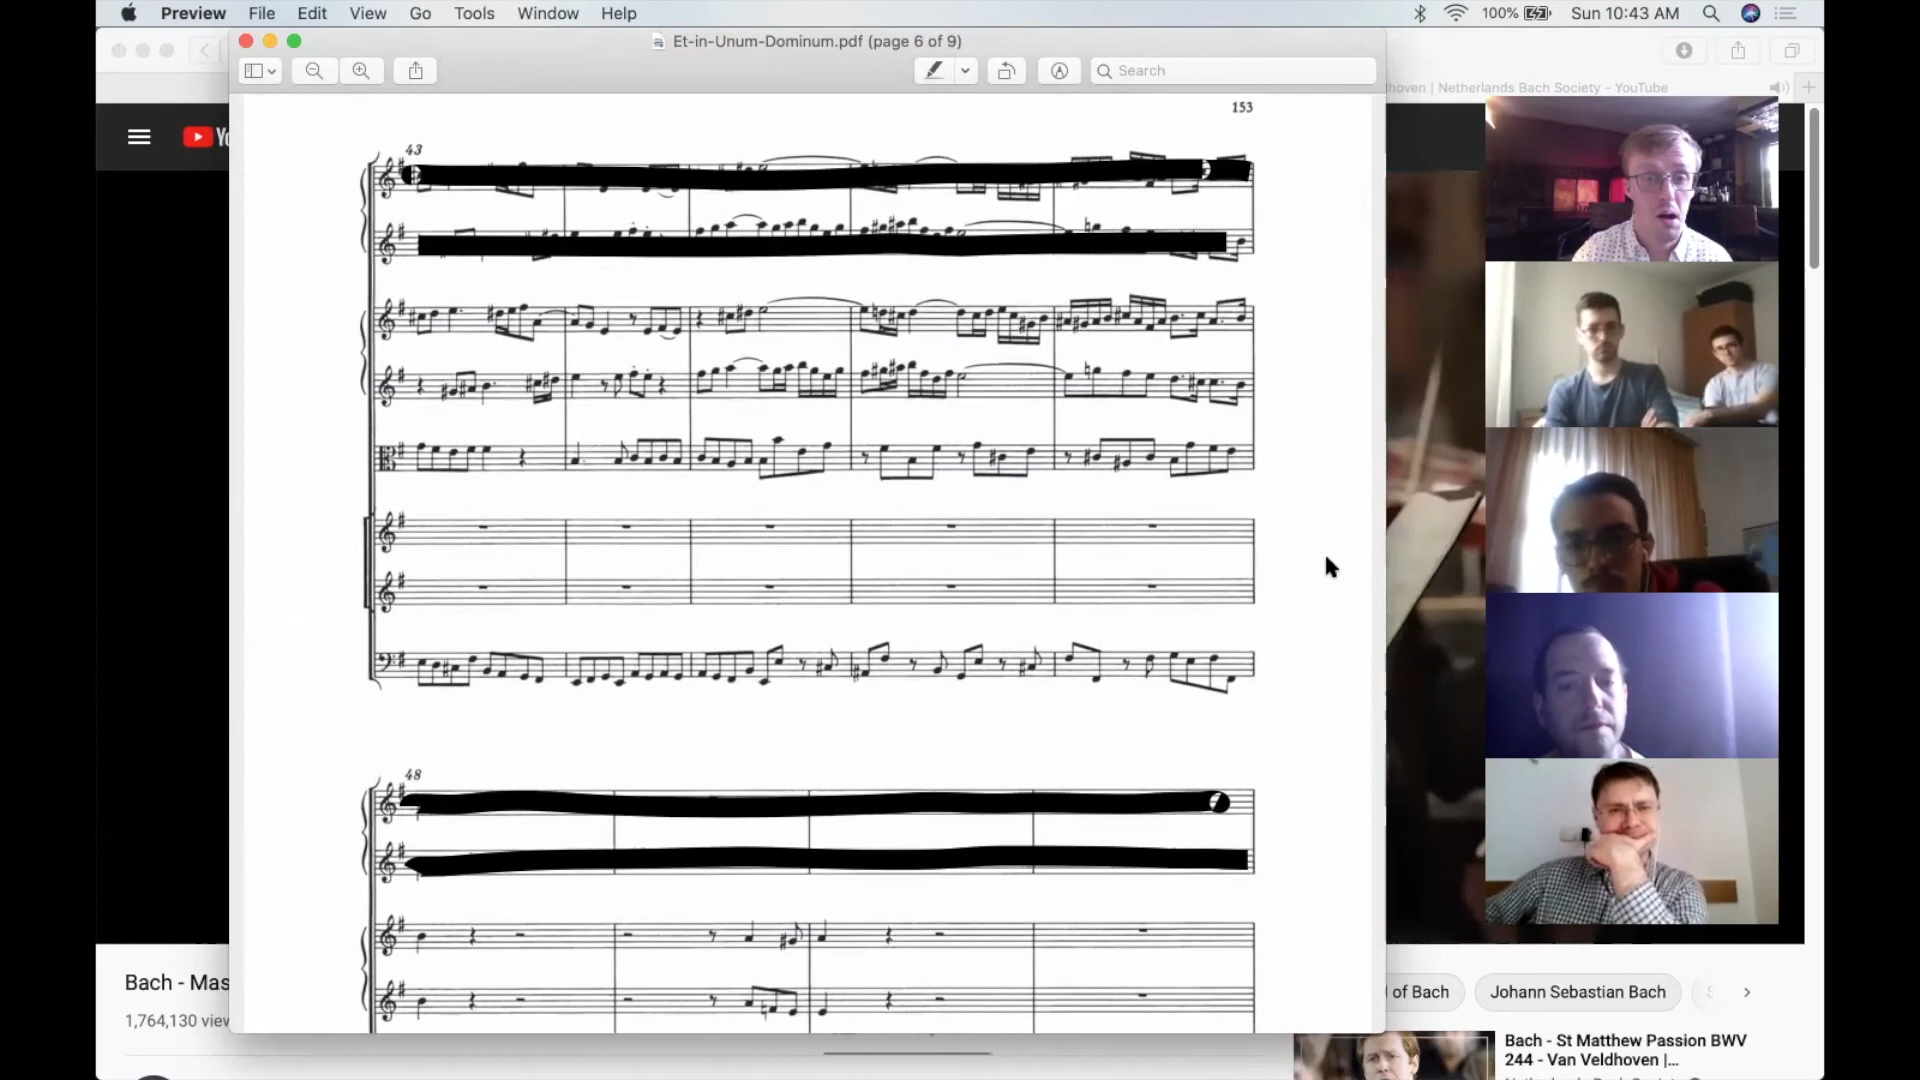 Preview File Edit View Go Tools Window Help
100% Sun 10:43 AM
Et-in-Unum-Dominum.pdf (page 6 of 9)
Search
hoven | Netherlands Bach Society – YouTube
153
43
48
Bach - Mas
1,764,130 view
l of Bach
Johann Sebastian Bach
Bach - St Matthew Passion BWV
244 - Van Veldhoven |...